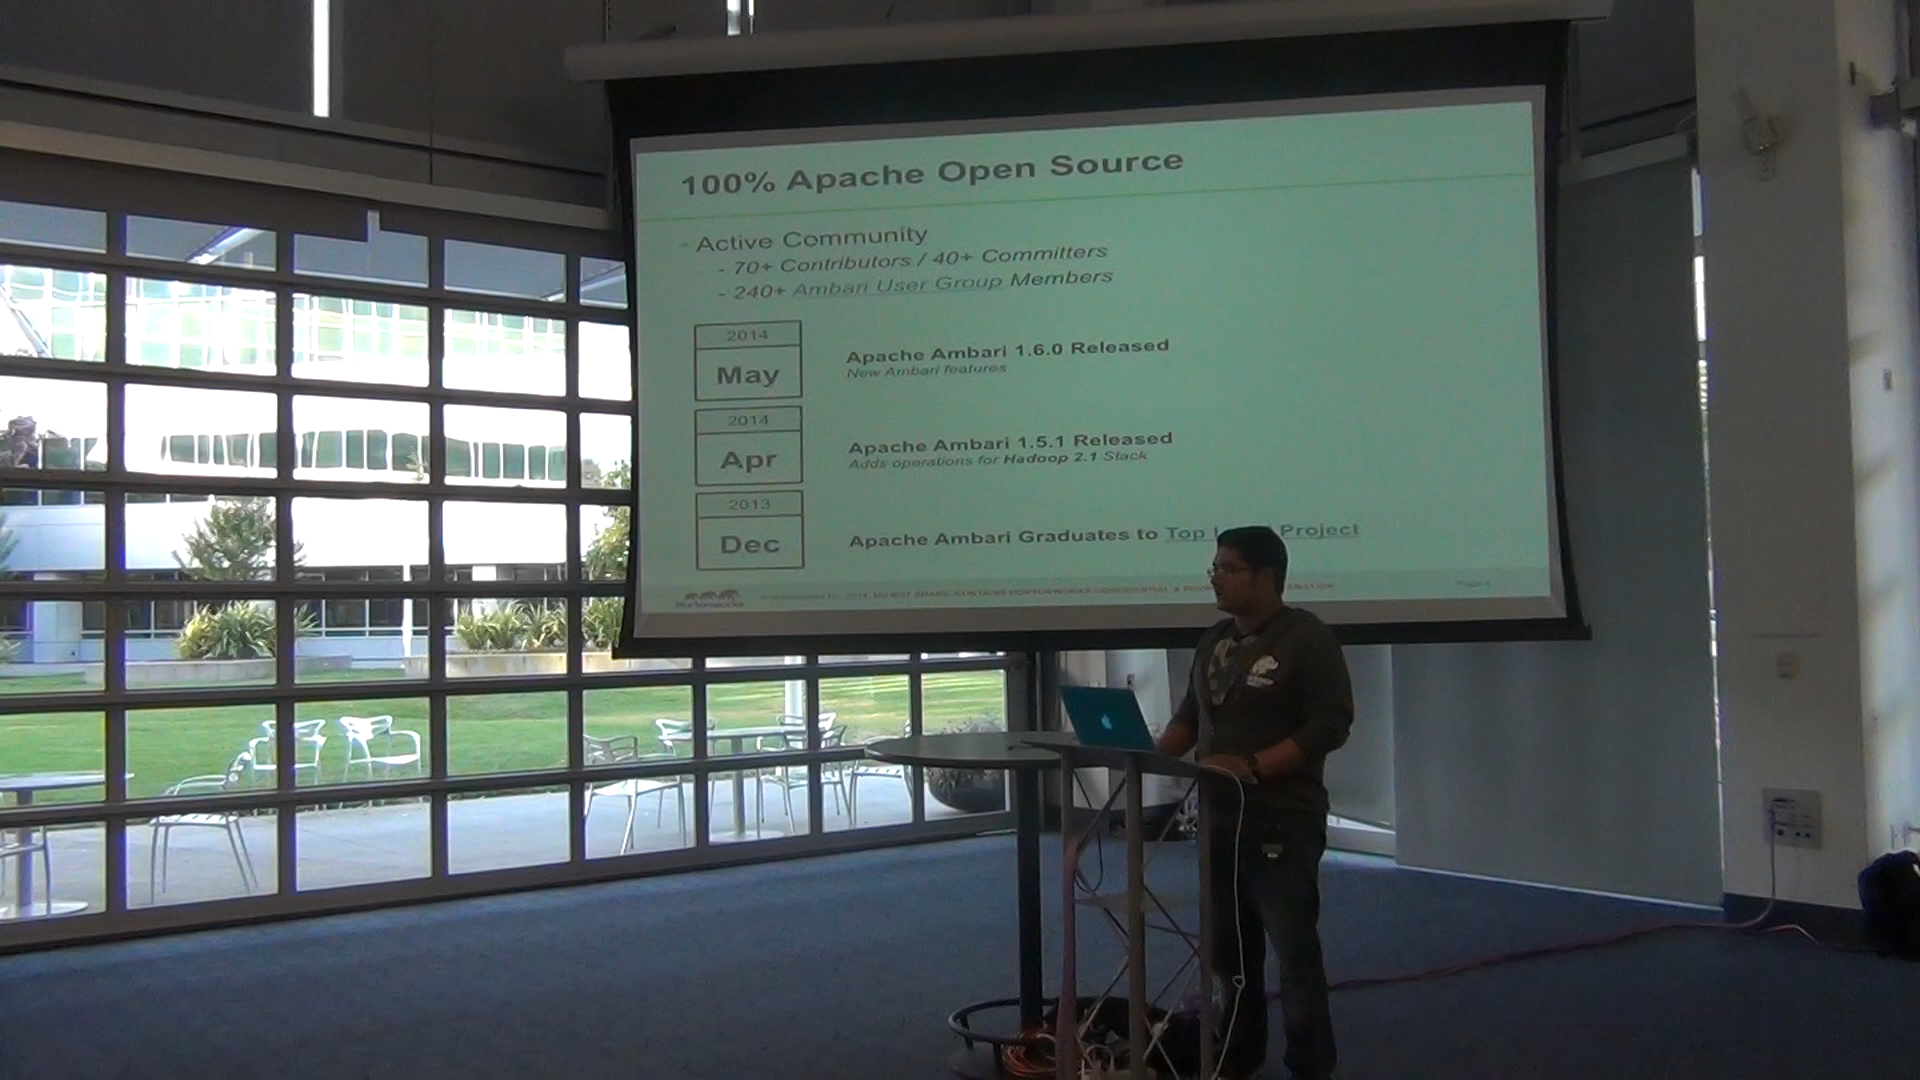 100% Apache Open Source
Active Community
- 70+ Contributors / 40+ Committers
- 240+ Ambari User Group Members
2014
May
Apache Ambari 1.6.0 Released
New Ambari features
2014
Apr
Apache Ambari 1.5.1 Released
Adds operations for Hadoop 2.1 Stack
2013
Dec
Apache Ambari Graduates to Top Project
Hortonworks